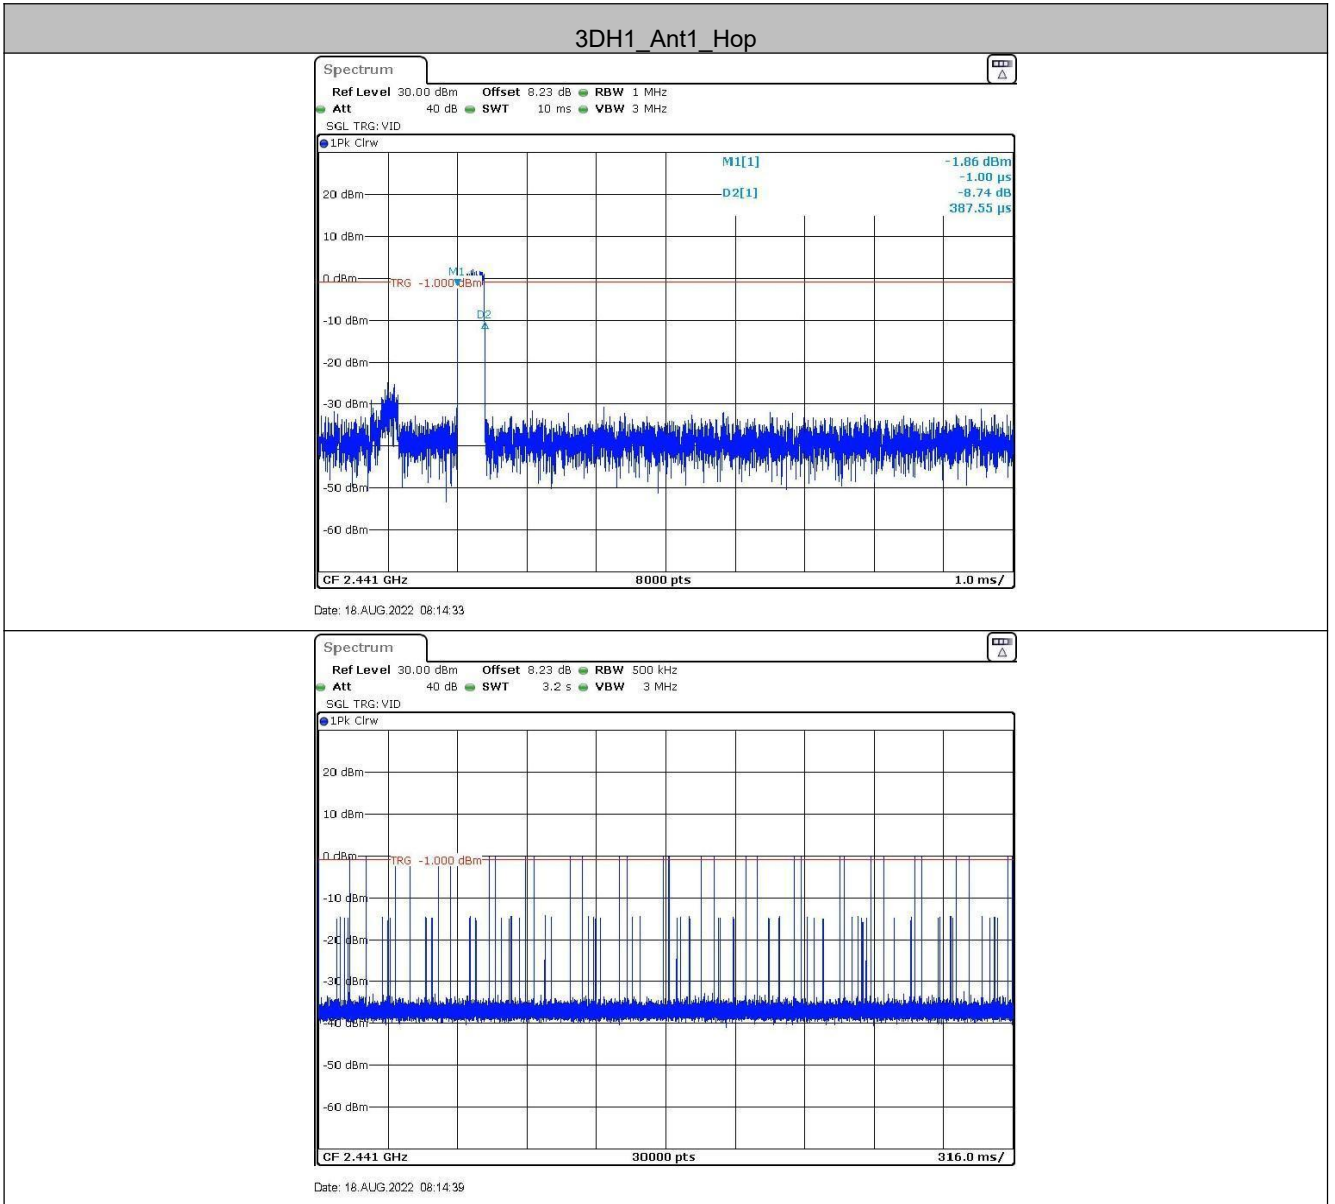 3DH1_Ant1_Hop
Spectrum
Ref Level 30.00 dBm Offset 8.23 dB RBW 1 MHz
Att 40 dB SWT 10 ms VBW 3 MHz
SGL TRG: VID
1Pk Clrw
M1[1] -1.86 dBm
-1.00 µs
D2[1] -8.74 dB
387.55 µs
20 dBm
10 dBm
0 dBm
M1
TRG -1.000 dBm
-10 dBm
D2
-20 dBm
-30 dBm
-50 dBm
-60 dBm
CF 2.441 GHz 8000 pts 1.0 ms/
Date: 18.AUG.2022 08:14:33
Spectrum
Ref Level 30.00 dBm Offset 8.23 dB RBW 500 kHz
Att 40 dB SWT 3.2 s VBW 3 MHz
SGL TRG: VID
1Pk Clrw
20 dBm
10 dBm
0 dBm
TRG -1.000 dBm
-10 dBm
-20 dBm
-30 dBm
-40 dBm
-50 dBm
-60 dBm
CF 2.441 GHz 30000 pts 316.0 ms/
Date: 18.AUG.2022 08:14:39